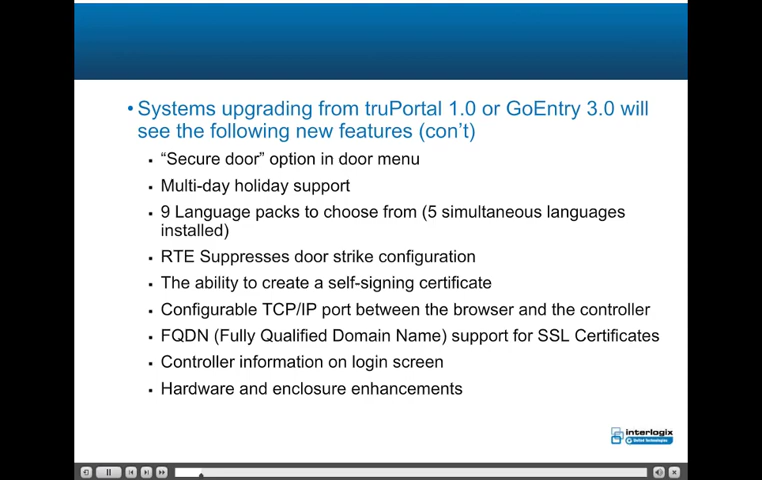 • Systems upgrading from truPortal 1.0 or GoEntry 3.0 will
see the following new features (con’t)
▪ “Secure door” option in door menu
▪ Multi-day holiday support
▪ 9 Language packs to choose from (5 simultaneous languages
installed)
▪ RTE Suppresses door strike configuration
▪ The ability to create a self-signing certificate
▪ Configurable TCP/IP port between the browser and the controller
▪ FQDN (Fully Qualified Domain Name) support for SSL Certificates
▪ Controller information on login screen
▪ Hardware and enclosure enhancements
interlogix
United Technologies